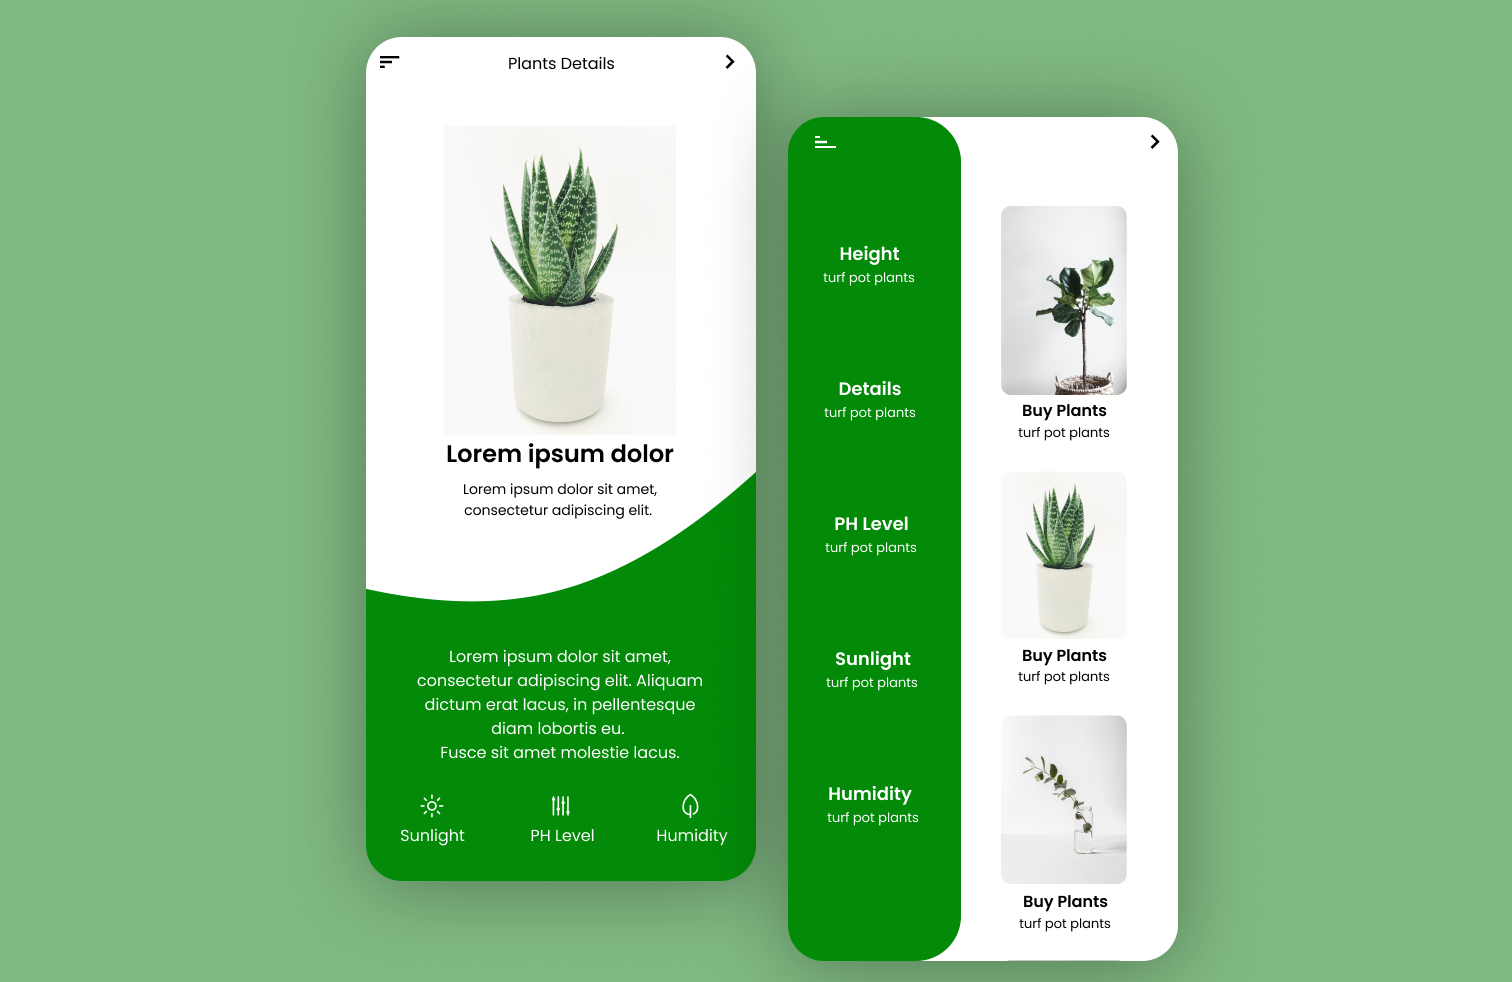 Plants Details
Lorem ipsum dolor
Lorem ipsum dolor sit amet,
consectetur adipiscing elit.
Lorem ipsum dolor sit amet,
consectetur adipiscing elit. Aliquam
dictum erat lacus, in pellentesque
diam lobortis eu.
Fusce sit amet molestie lacus.
Sunlight
PH Level
Humidity
Height
turf pot plants
Details
turf pot plants
PH Level
turf pot plants
Sunlight
turf pot plants
Humidity
turf pot plants
Buy Plants
turf pot plants
Buy Plants
turf pot plants
Buy Plants
turf pot plants